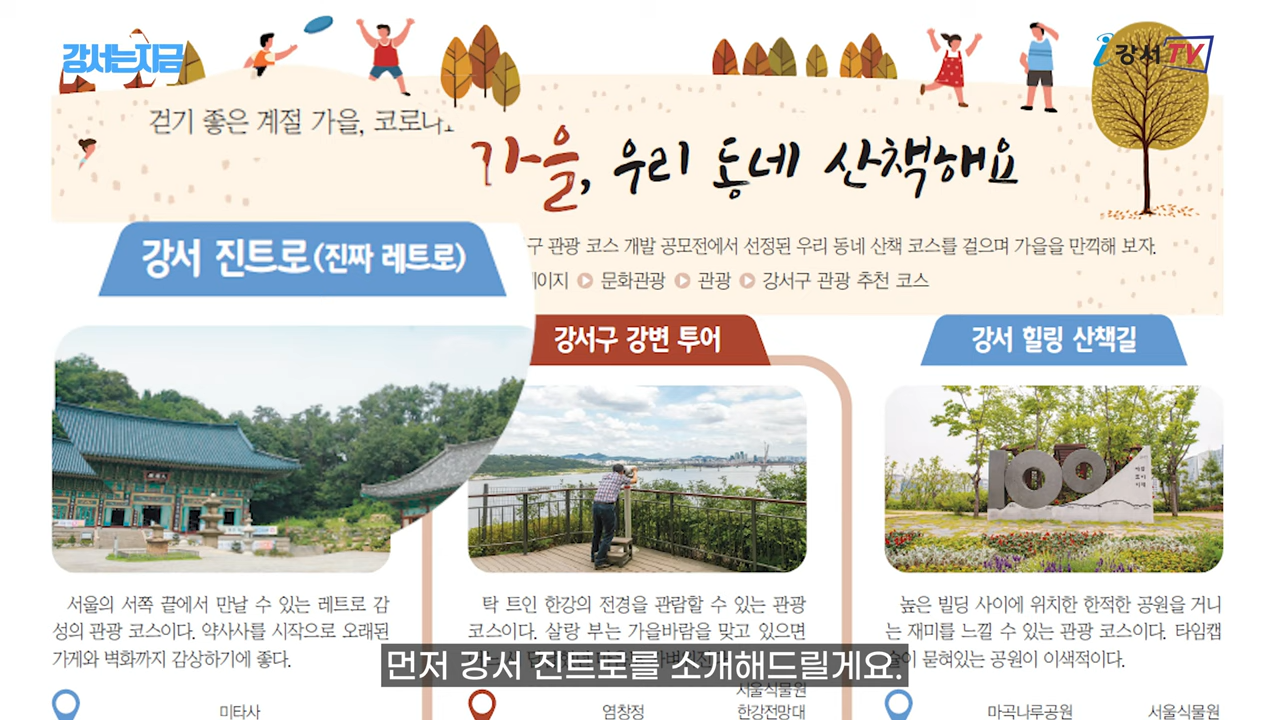 강서는지금
i강서TV
걷기 좋은 계절 가을, 코로나
가을, 우리 동네 산책해요
구 관광 코스 개발 공모전에서 선정된 우리 동네 산책 코스를 걸으며 가을을 만끽해 보자.
이지 ▶ 문화관광 ▶ 관광 ▶ 강서구 관광 추천 코스
강서 진트로(진짜 레트로)
강서구 강변 투어
강서 힐링 산책길
100
서울의 서쪽 끝에서 만날 수 있는 레트로 감
성의 관광 코스이다. 약사사를 시작으로 오래된
가게와 벽화까지 감상하기에 좋다.
미타사
탁 트인 한강의 전경을 관람할 수 있는 관광
코스이다. 살랑 부는 가을바람을 맞고 있으면
서울식물원
염창정 한강전망대
높은 빌딩 사이에 위치한 한적한 공원을 거니
는 재미를 느낄 수 있는 관광 코스이다. 타임캡
슐이 묻혀있는 공원이 이색적이다.
마곡나루공원 서울식물원
먼저 강서 진트로를 소개해드릴게요.